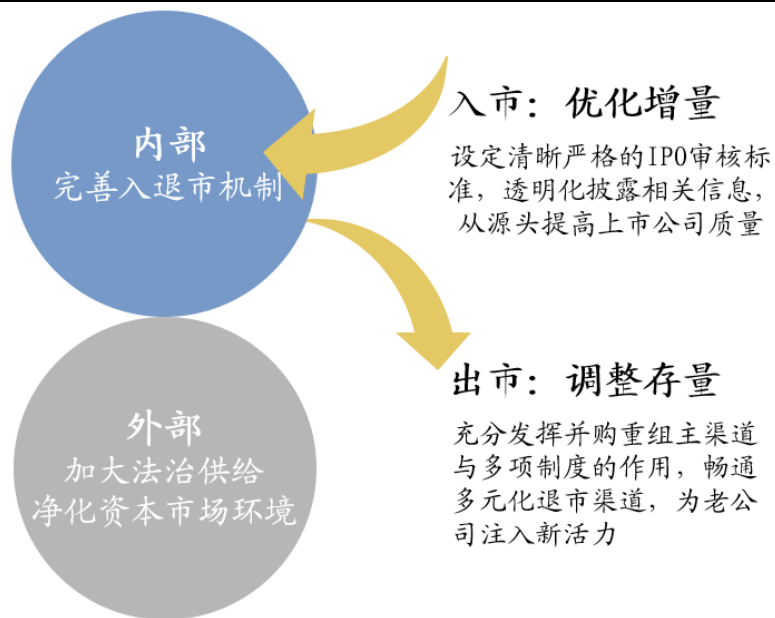 内部
完善入退市机制
入市：优化增量
设定清晰严格的IPO审核标
准，透明化披露相关信息，
从源头提高上市公司质量
外部
加大法治供给
净化资本市场环境
出市：调整存量
充分发挥并购重组主渠道
与多项制度的作用，畅通
多元化退市渠道，为老公
司注入新活力